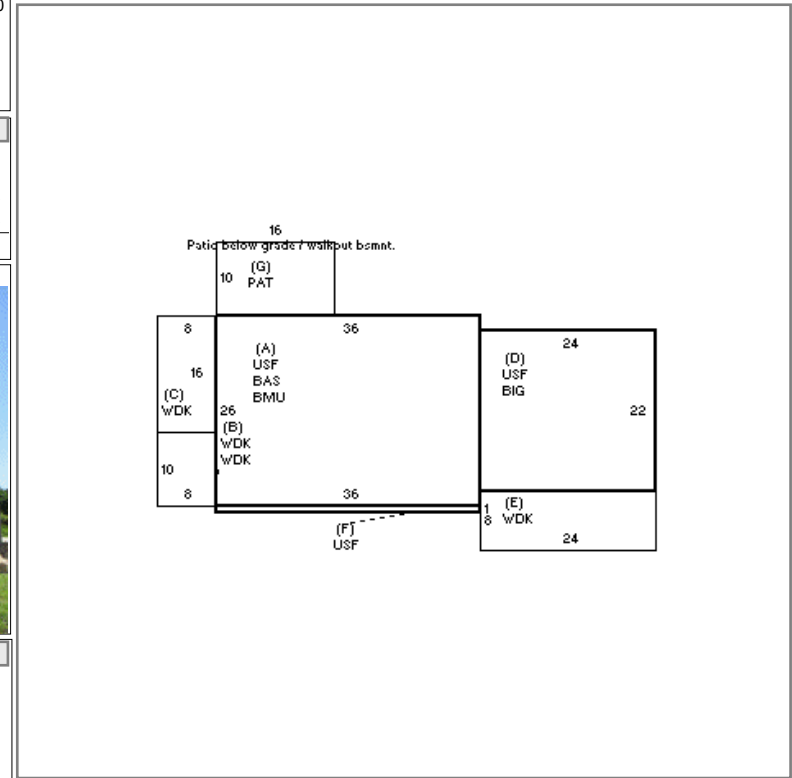 16
Patio below grade / walkout bsmnt.
10
(G)
PAT
8
36
24
(A)
USF
BAS
BMU
(D)
USF
BIG
16
(C)
WDK
26
22
(B)
WDK
WDK
10
8
36
1
8
(E)
WDK
24
(F)
USF